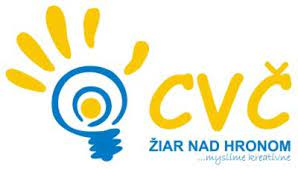 CVČ
ŽIAR NAD HRONOM
...myslíme kreatívne